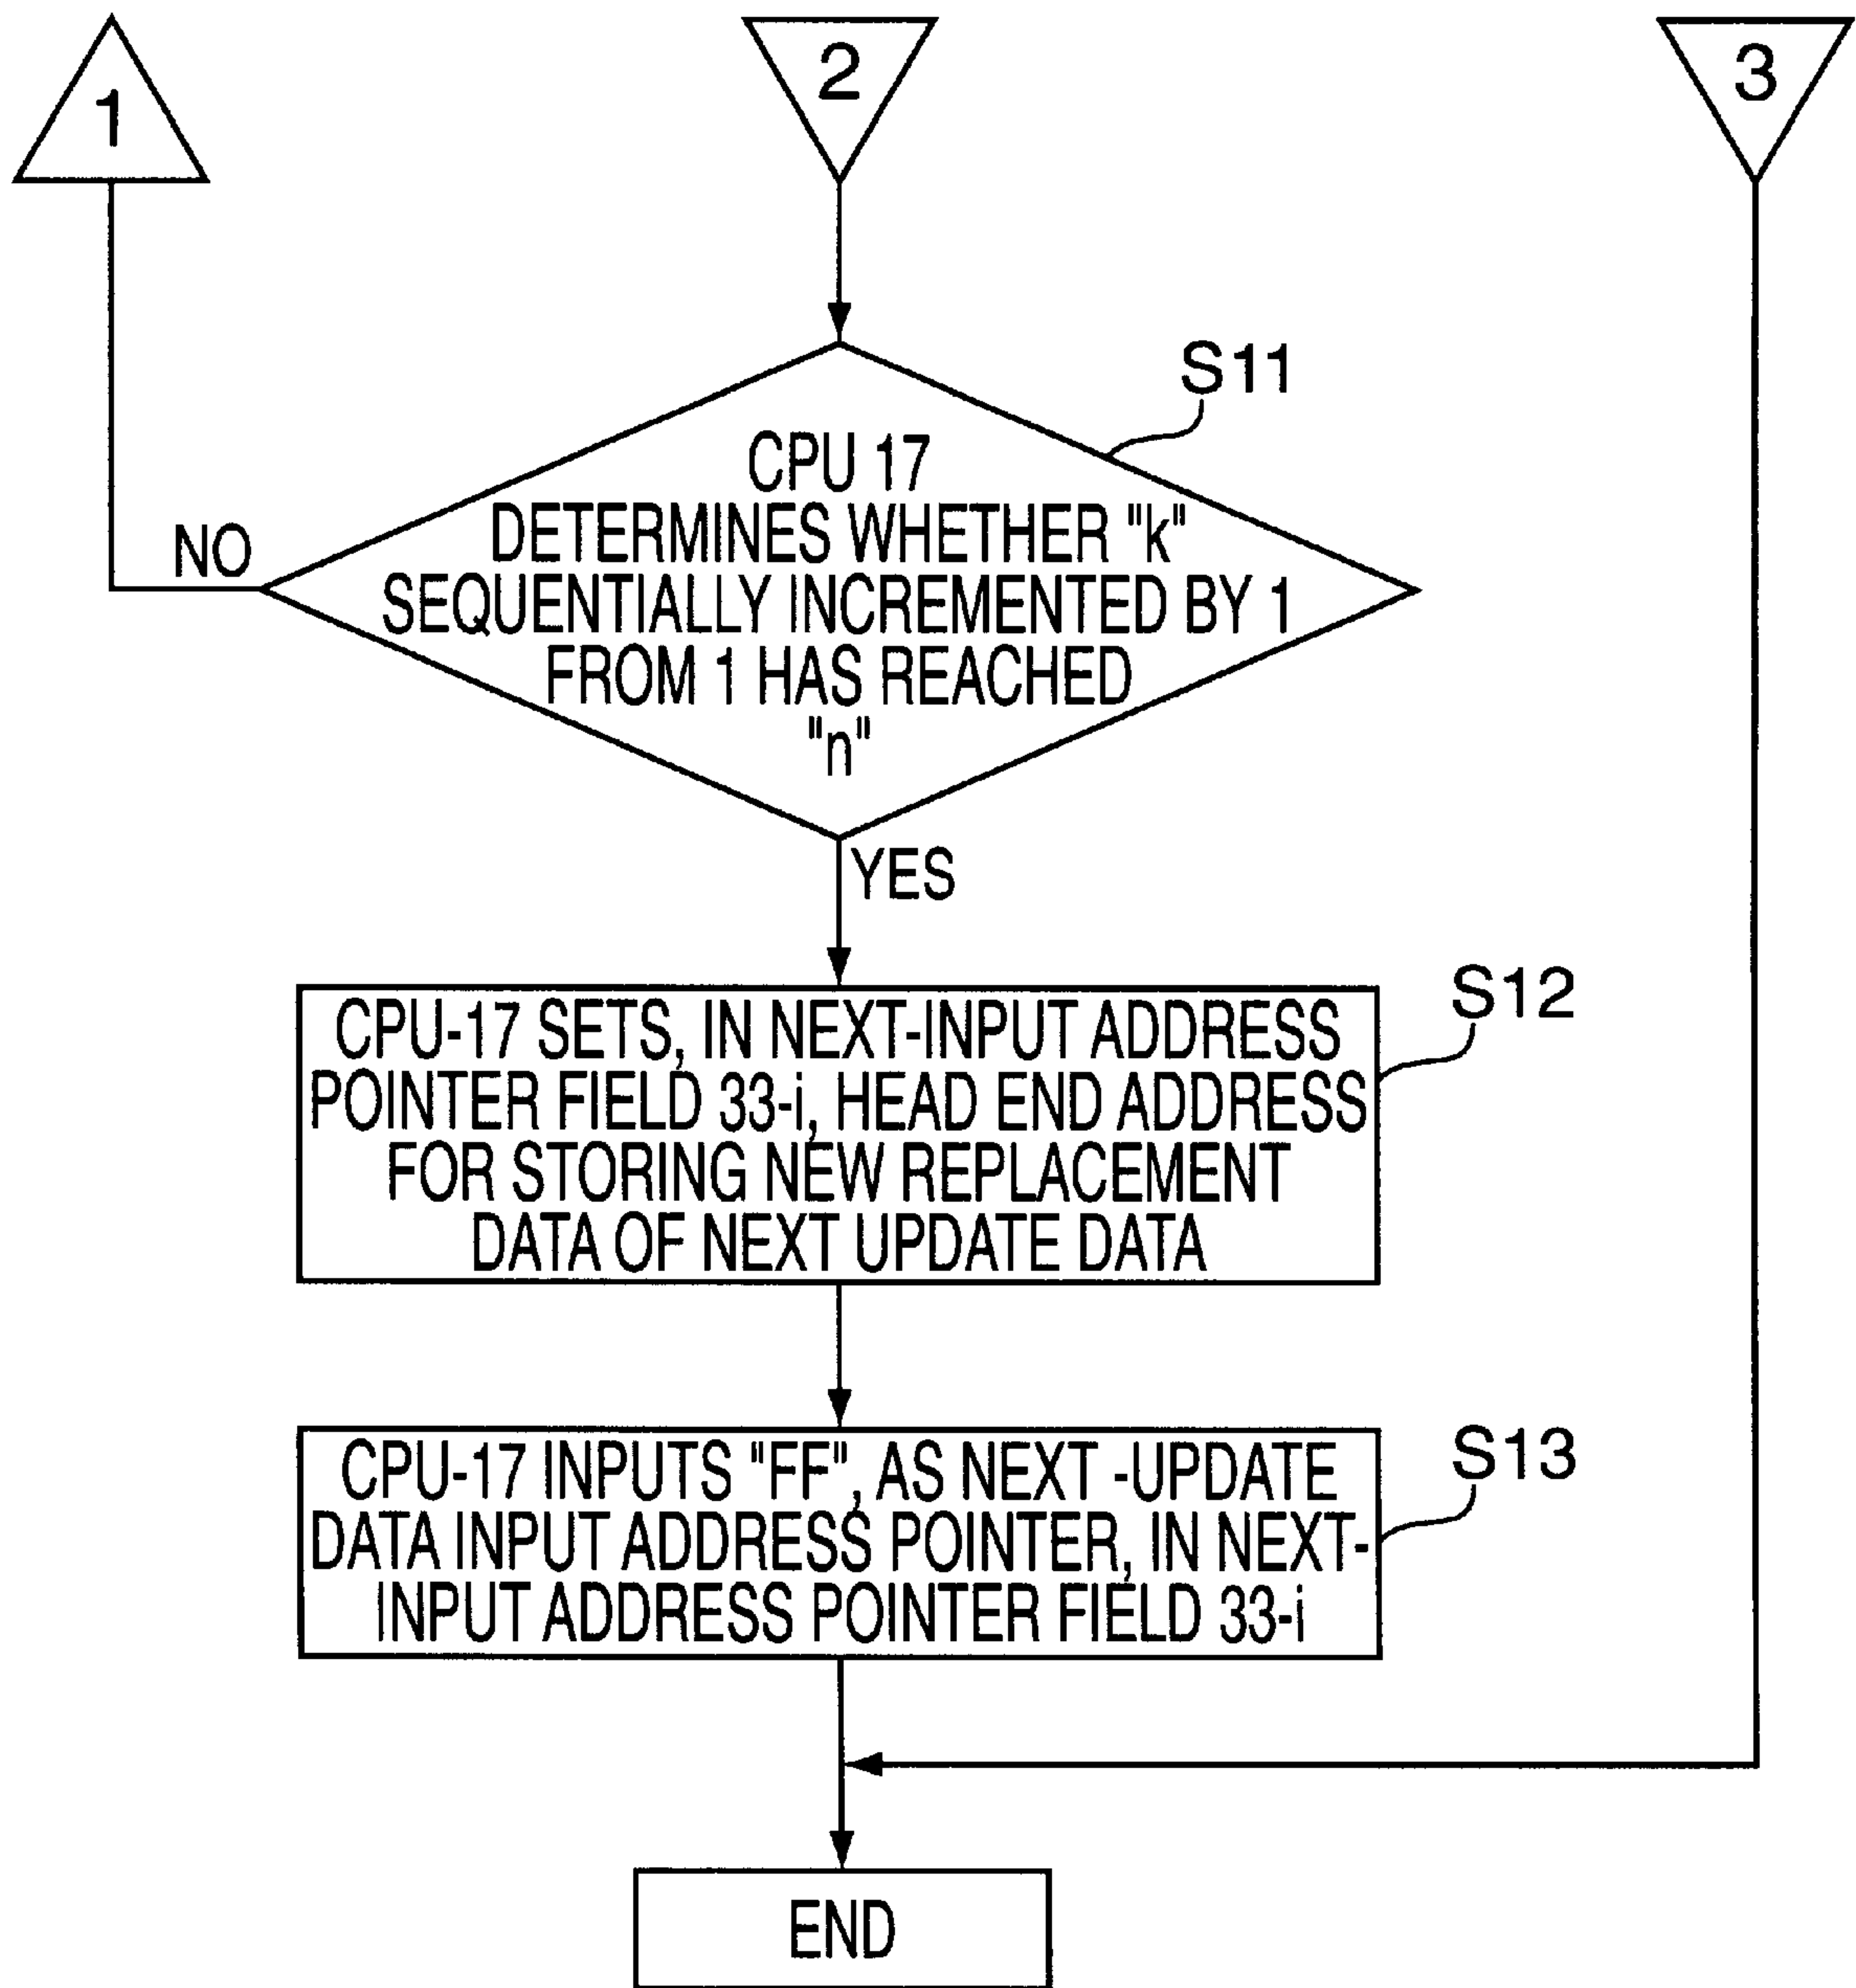 1
2
3
S11
CPU 17
DETERMINES WHETHER "k"
SEQUENTIALLY INCREMENTED BY 1
FROM 1 HAS REACHED
"n"
NO
YES
S12
CPU-17 SETS, IN NEXT-INPUT ADDRESS
POINTER FIELD 33-i, HEAD END ADDRESS
FOR STORING NEW REPLACEMENT
DATA OF NEXT UPDATE DATA
S13
CPU-17 INPUTS "FF", AS NEXT -UPDATE
DATA INPUT ADDRESS POINTER, IN NEXT-
INPUT ADDRESS POINTER FIELD 33-i
END